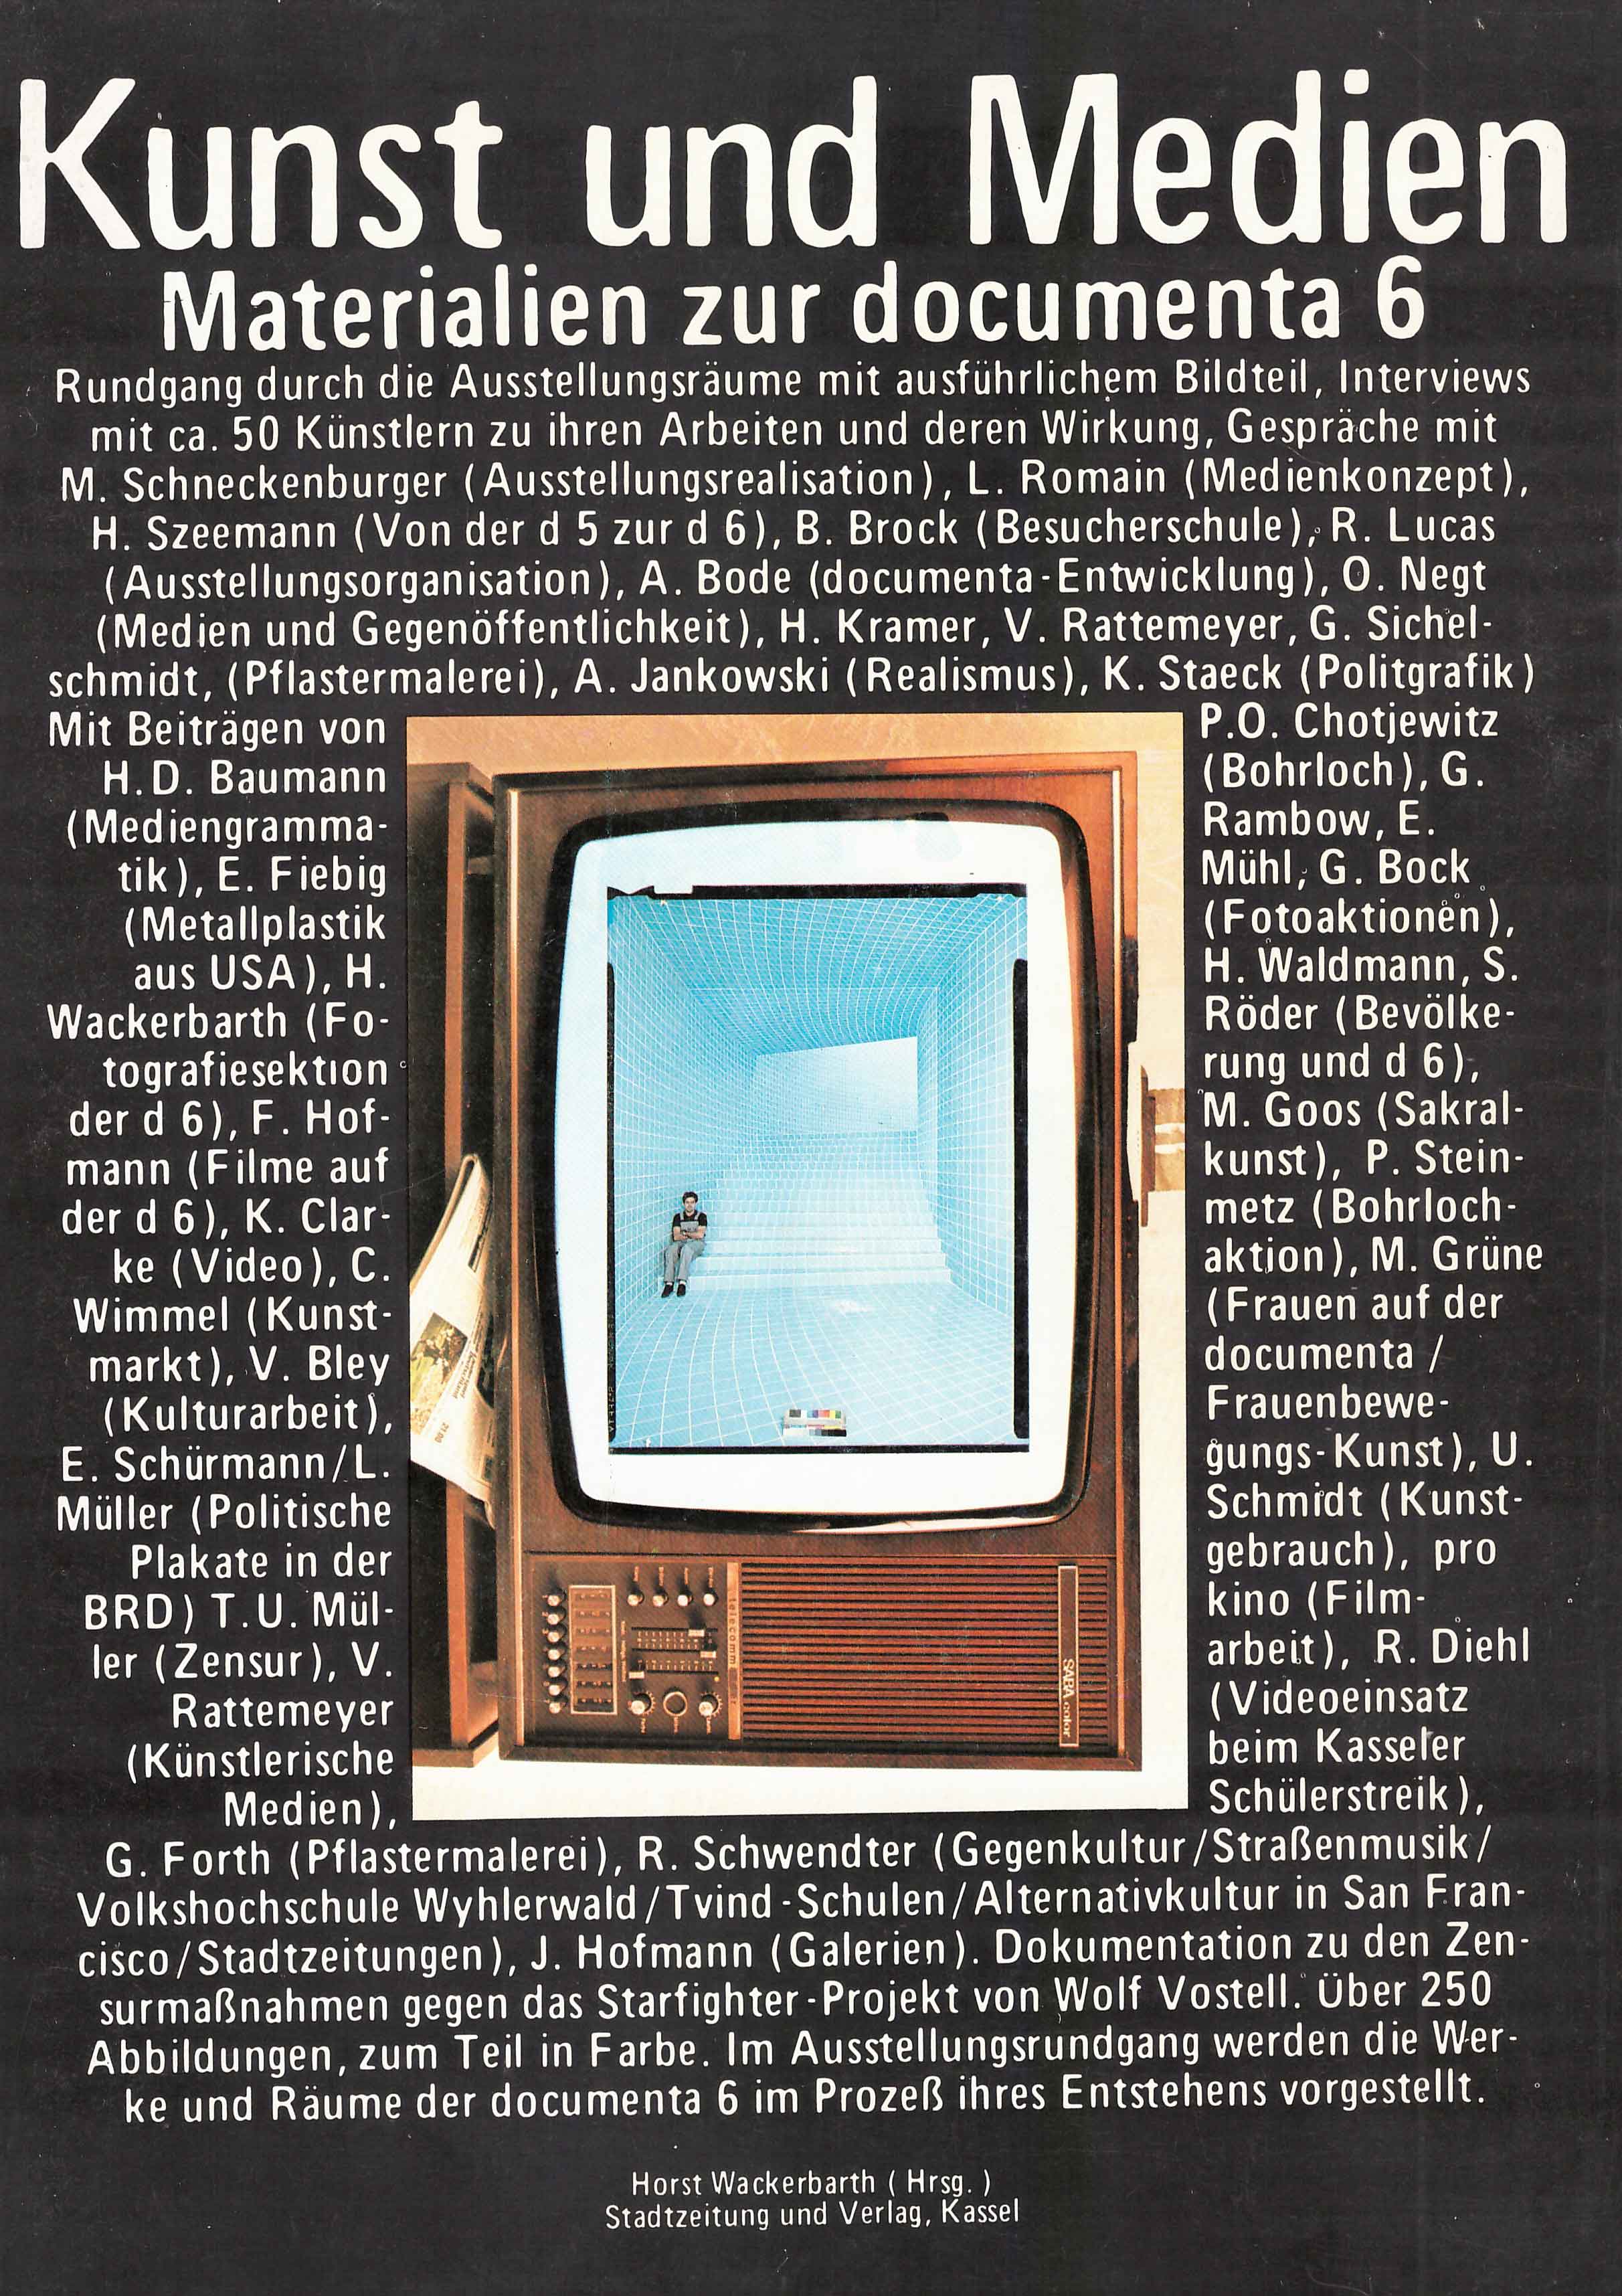 Kunst und Medien
Materialien zur documenta 6
Rundgang durch die Ausstellungsräume mit ausführlichem Bildteil, Interviews
mit ca. 50 Künstlern zu ihren Arbeiten und deren Wirkung, Gespräche mit
M. Schneckenburger (Ausstellungsrealisation), L. Romain (Medienkonzept),
H. Szeemann (Von der d 5 zur d 6), B. Brock (Besucherschule), R. Lucas
(Ausstellungsorganisation), A. Bode (documenta-Entwicklung), O. Negt
(Medien und Gegenöffentlichkeit), H. Kramer, V. Rattemeyer, G. Sichel-
schmidt, (Pflastermalerei), A. Jankowski (Realismus), K. Staeck (Politgrafik)
Mit Beiträgen von
H.D. Baumann
(Mediengramma-
tik), E. Fiebig
(Metallplastik
aus USA), H.
Wackerbarth (Fo-
tografiesektion
der d 6), F. Hof-
mann (Filme auf
der d 6), K. Clar-
ke (Video), C.
Wimmel (Kunst-
markt), V. Bley
(Kulturarbeit),
E. Schürmann/L.
Müller (Politische
Plakate in der
BRD) T.U. Mül-
ler (Zensur), V.
Rattemeyer
(Künstlerische
Medien),
P.O. Chotjewitz
(Bohrloch), G.
Rambow, E.
Mühl, G. Bock
(Fotoaktionen),
H. Waldmann, S.
Röder (Bevölke-
rung und d 6),
M. Goos (Sakral-
kunst), P. Stein-
metz (Bohrloch-
aktion), M. Grüne
(Frauen auf der
documenta /
Frauenbewe-
gungs-Kunst), U.
Schmidt (Kunst-
gebrauch), pro
kino (Film-
arbeit), R. Diehl
(Videoeinsatz
beim Kasseler
Schülerstreik),
telecomm
SABA color
G. Forth (Pflastermalerei), R. Schwendter (Gegenkultur/Straßenmusik/
Volkshochschule Wyhlerwald/Tvind-Schulen/Alternativkultur in San Fran-
cisco/Stadtzeitungen), J. Hofmann (Galerien). Dokumentation zu den Zen-
surmaßnahmen gegen das Starfighter-Projekt von Wolf Vostell. Über 250
Abbildungen, zum Teil in Farbe. Im Ausstellungsrundgang werden die Wer-
ke und Räume der documenta 6 im Prozeß ihres Entstehens vorgestellt.
Horst Wackerbarth ( Hrsg. )
Stadtzeitung und Verlag, Kassel